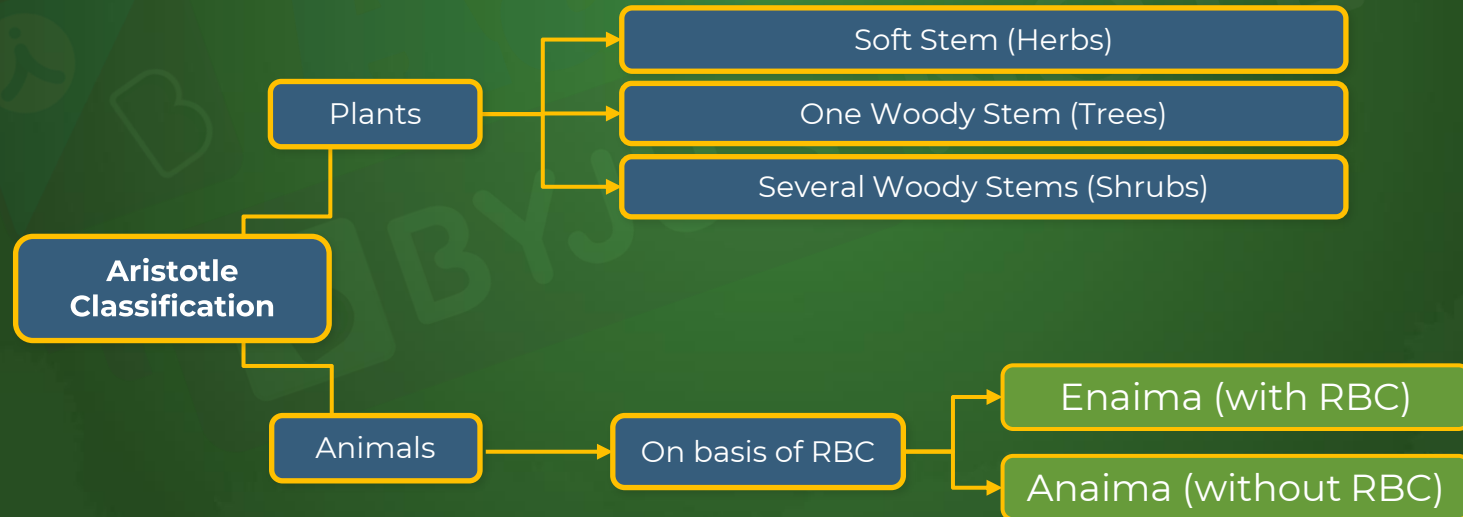 Soft Stem (Herbs)
Plants
One Woody Stem (Trees)
Several Woody Stems (Shrubs)
Aristotle
Classification
Animals
On basis of RBC
Enaima (with RBC)
Anaima (without RBC)